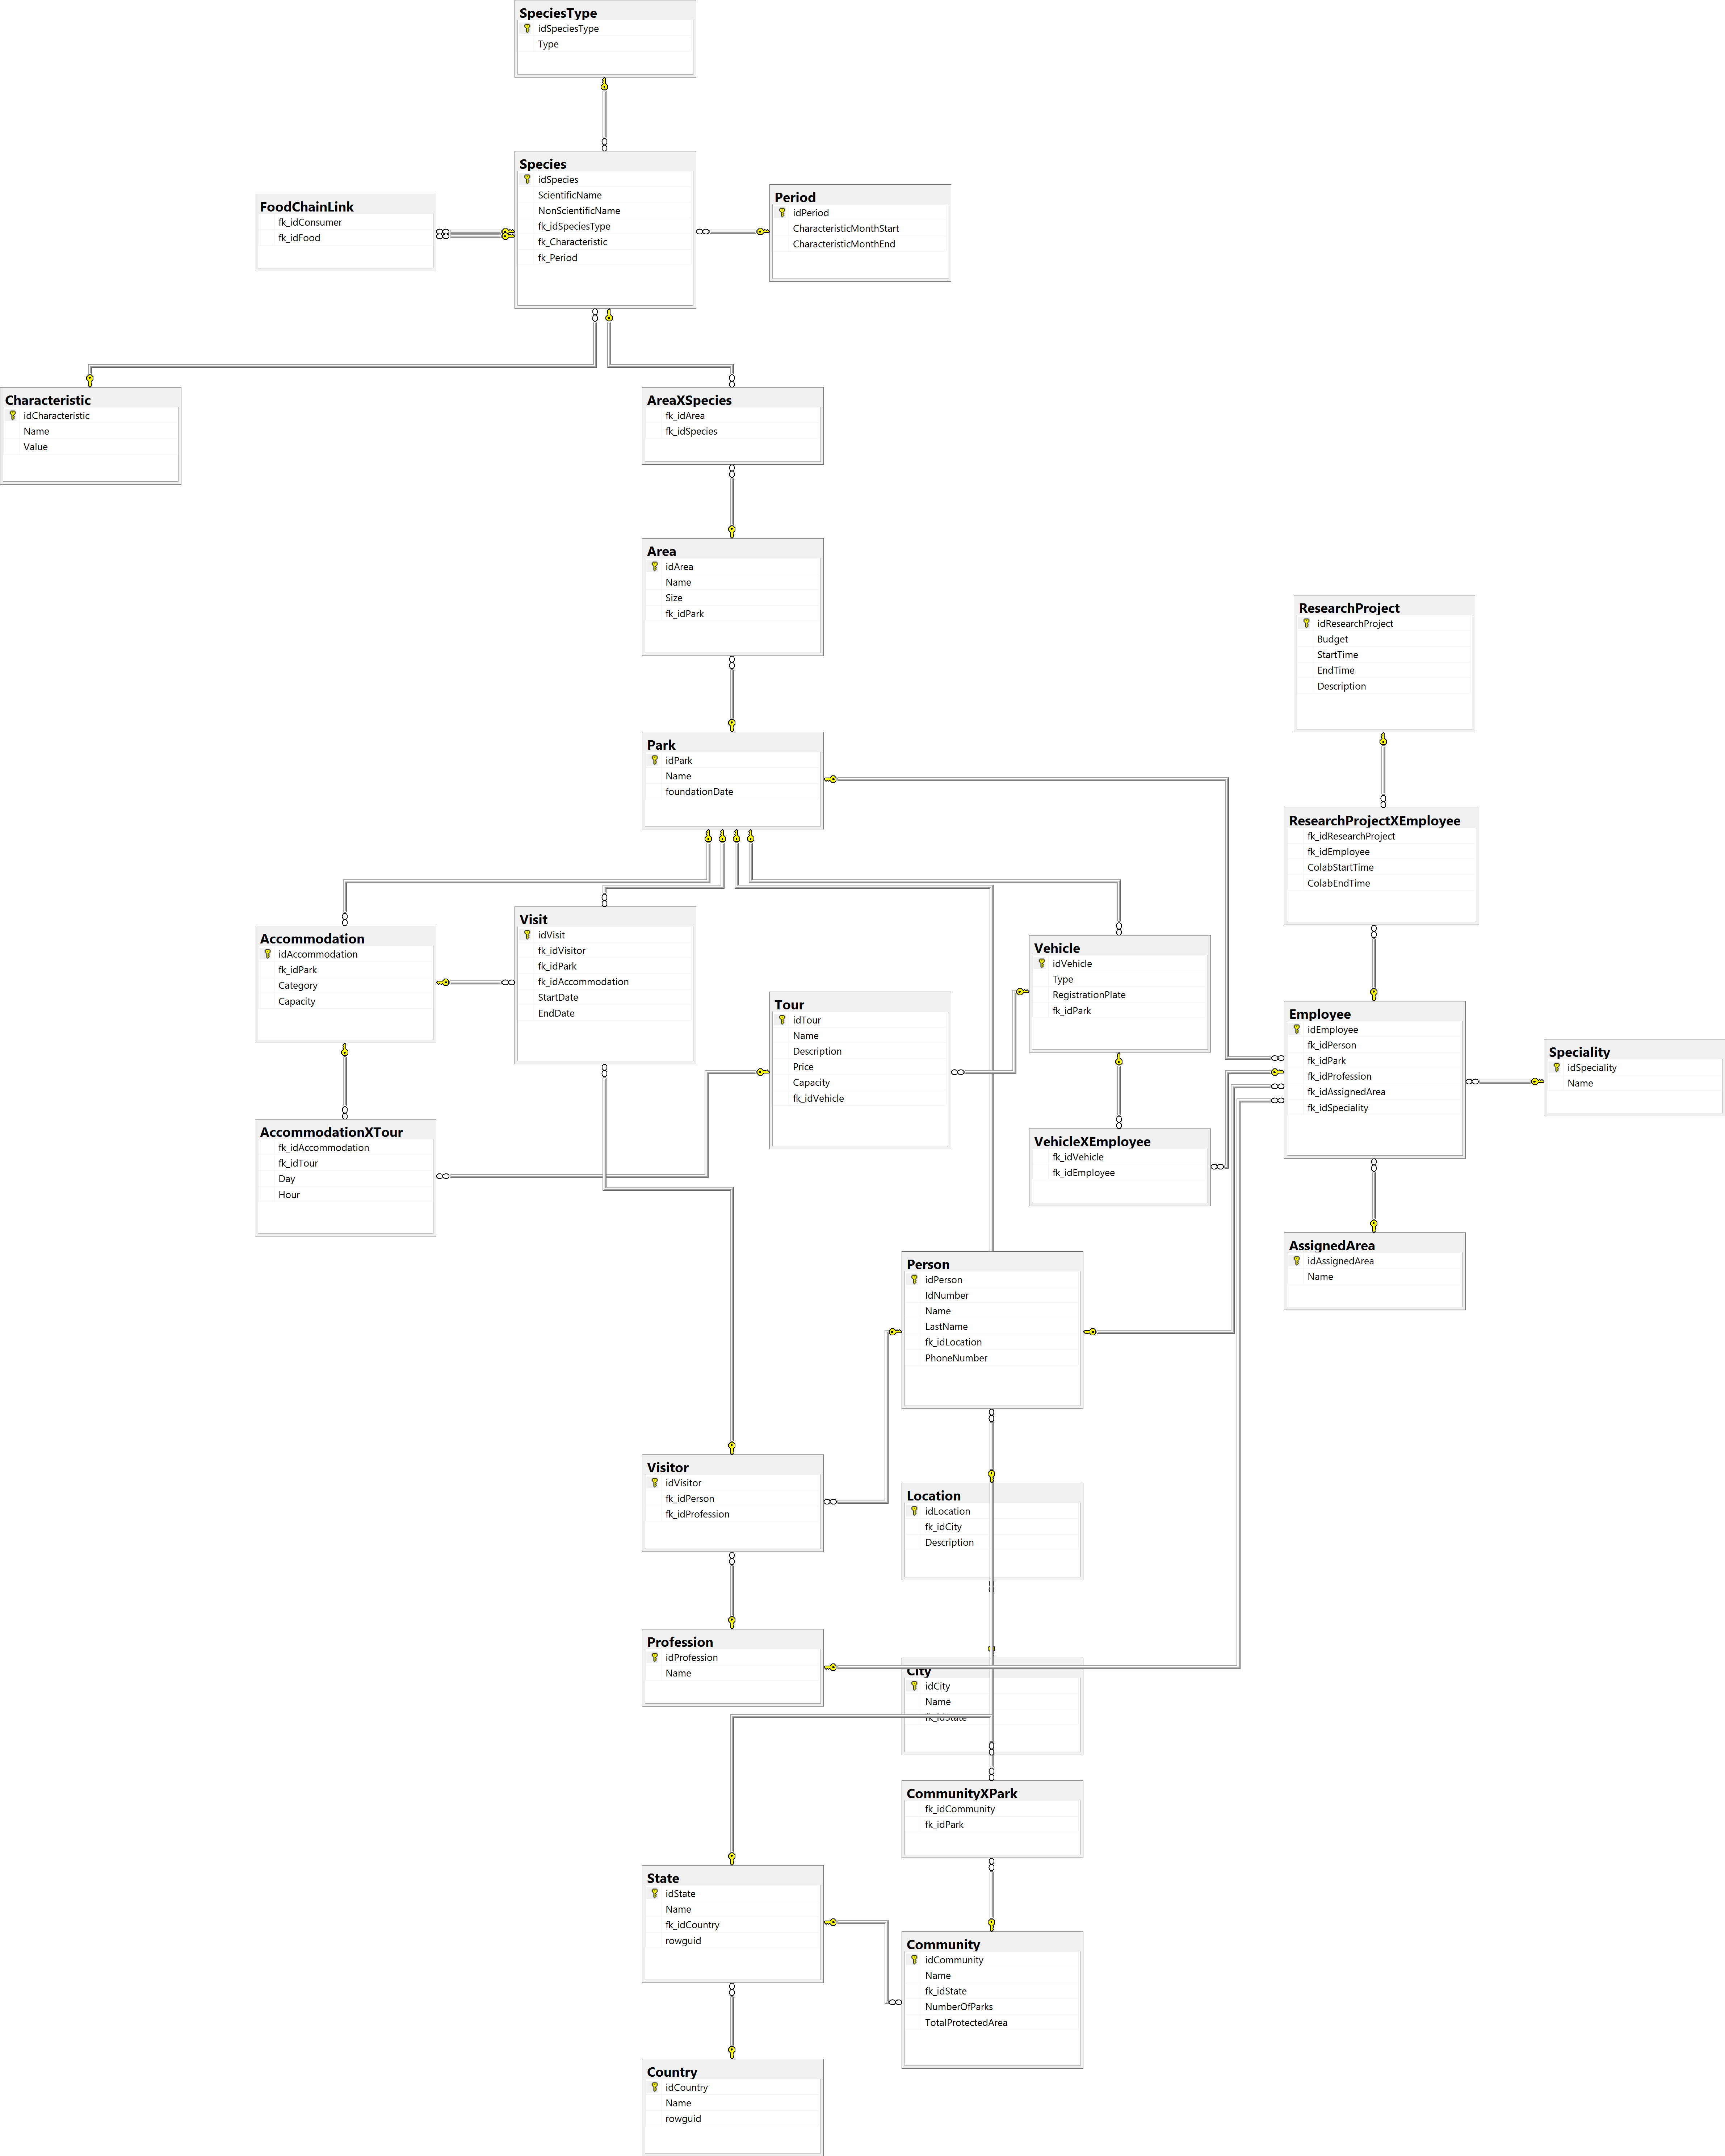 SpeciesType
idSpeciesType
Type
Species
idSpecies
ScientificName
NonScientificName
fk_idSpeciesType
fk_Characteristic
fk_Period
FoodChainLink
fk_idConsumer
fk_idFood
Period
idPeriod
CharacteristicMonthStart
CharacteristicMonthEnd
Characteristic
idCharacteristic
Name
Value
AreaXSpecies
fk_idArea
fk_idSpecies
Area
idArea
Name
Size
fk_idPark
ResearchProject
idResearchProject
Budget
StartTime
EndTime
Description
Park
idPark
Name
foundationDate
ResearchProjectXEmployee
fk_idResearchProject
fk_idEmployee
ColabStartTime
ColabEndTime
Accommodation
idAccommodation
fk_idPark
Category
Capacity
Visit
idVisit
fk_idVisitor
fk_idPark
fk_idAccommodation
StartDate
EndDate
Vehicle
idVehicle
Type
RegistrationPlate
fk_idPark
Tour
idTour
Name
Description
Price
Capacity
fk_idVehicle
Employee
idEmployee
fk_idPerson
fk_idPark
fk_idProfession
fk_idAssignedArea
fk_idSpeciality
Speciality
idSpeciality
Name
AccommodationXTour
fk_idAccommodation
fk_idTour
Day
Hour
VehicleXEmployee
fk_idVehicle
fk_idEmployee
AssignedArea
idAssignedArea
Name
Person
idPerson
IdNumber
Name
LastName
fk_idLocation
PhoneNumber
Visitor
idVisitor
fk_idPerson
fk_idProfession
Location
idLocation
fk_idCity
Description
Profession
idProfession
Name
City
idCity
Name
fk_idState
CommunityXPark
fk_idCommunity
fk_idPark
State
idState
Name
fk_idCountry
rowguid
Community
idCommunity
Name
fk_idState
NumberOfParks
TotalProtectedArea
Country
idCountry
Name
rowguid